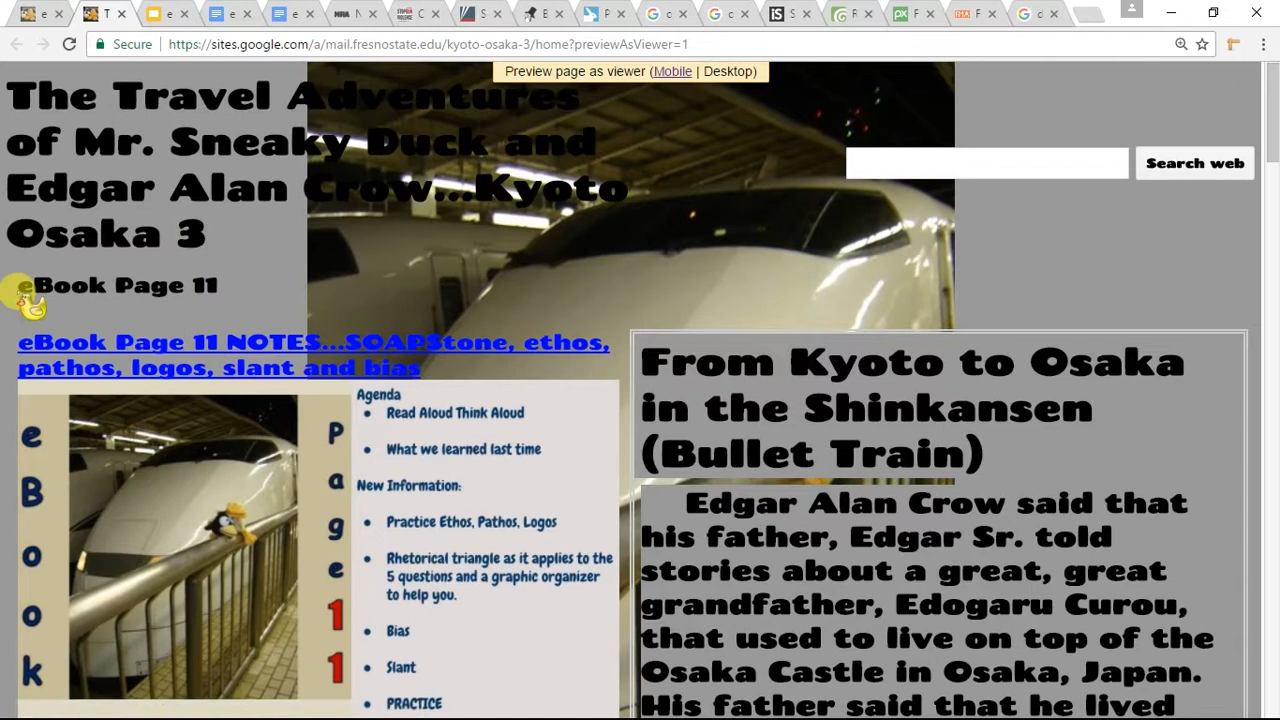 e
T
e
e
e
NRA N
C
S
E
P
c
c
S
R
F
c
Secure
https://sites.google.com/a/mail.fresnostate.edu/kyoto-osaka-3/home?previewAsViewer=1
Preview page as viewer (Mobile | Desktop)
The Travel Adventures
of Mr. Sneaky Duck and
Edgar Alan Crow...Kyoto
Osaka 3
Search web
eBook Page 11
eBook Page 11 NOTES...SOAPStone, ethos,
pathos, logos, slant and bias
eBook
Page
11
Agenda
• Read Aloud Think Aloud
• What we learned last time
New Information:
• Practice Ethos, Pathos, Logos
• Rhetorical triangle as it applies to the
5 questions and a graphic organizer
to help you.
• Bias
• Slant
• PRACTICE
From Kyoto to Osaka
in the Shinkansen
(Bullet Train)
Edgar Alan Crow said that
his father, Edgar Sr. told
stories about a great, great
grandfather, Edogaru Curou,
that used to live on top of the
Osaka Castle in Osaka, Japan.
His father said that he lived